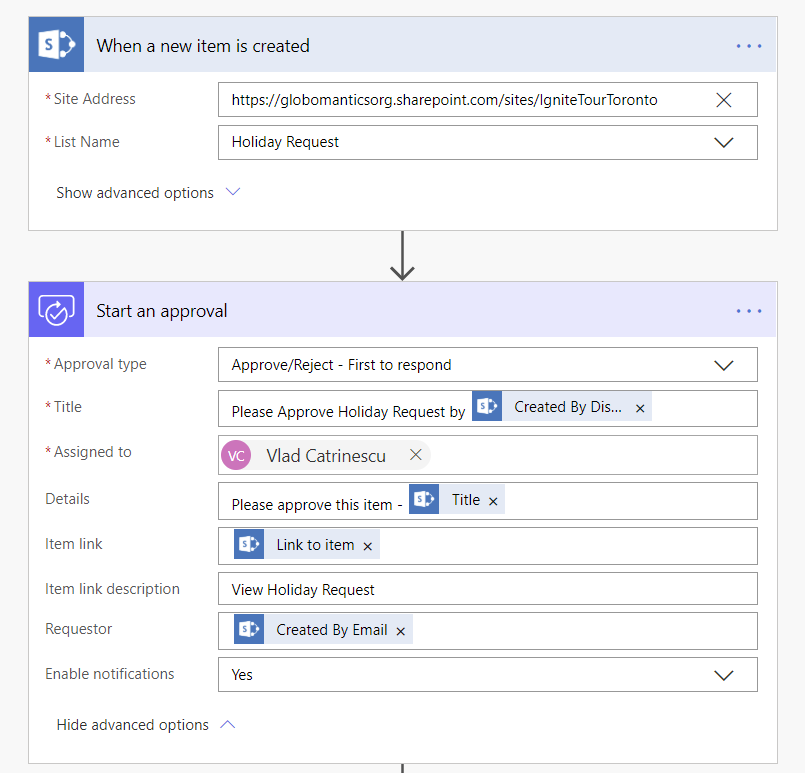 When a new item is created
* Site Address
https://globomanticsorg.sharepoint.com/sites/IgniteTourToronto
* List Name
Holiday Request
Show advanced options
Start an approval
* Approval type
Approve/Reject - First to respond
* Title
Please Approve Holiday Request by Created By Dis... ×
* Assigned to
VC Vlad Catrinescu ×
Details
Please approve this item - Title ×
Item link
Link to item ×
Item link description
View Holiday Request
Requestor
Created By Email ×
Enable notifications
Yes
Hide advanced options